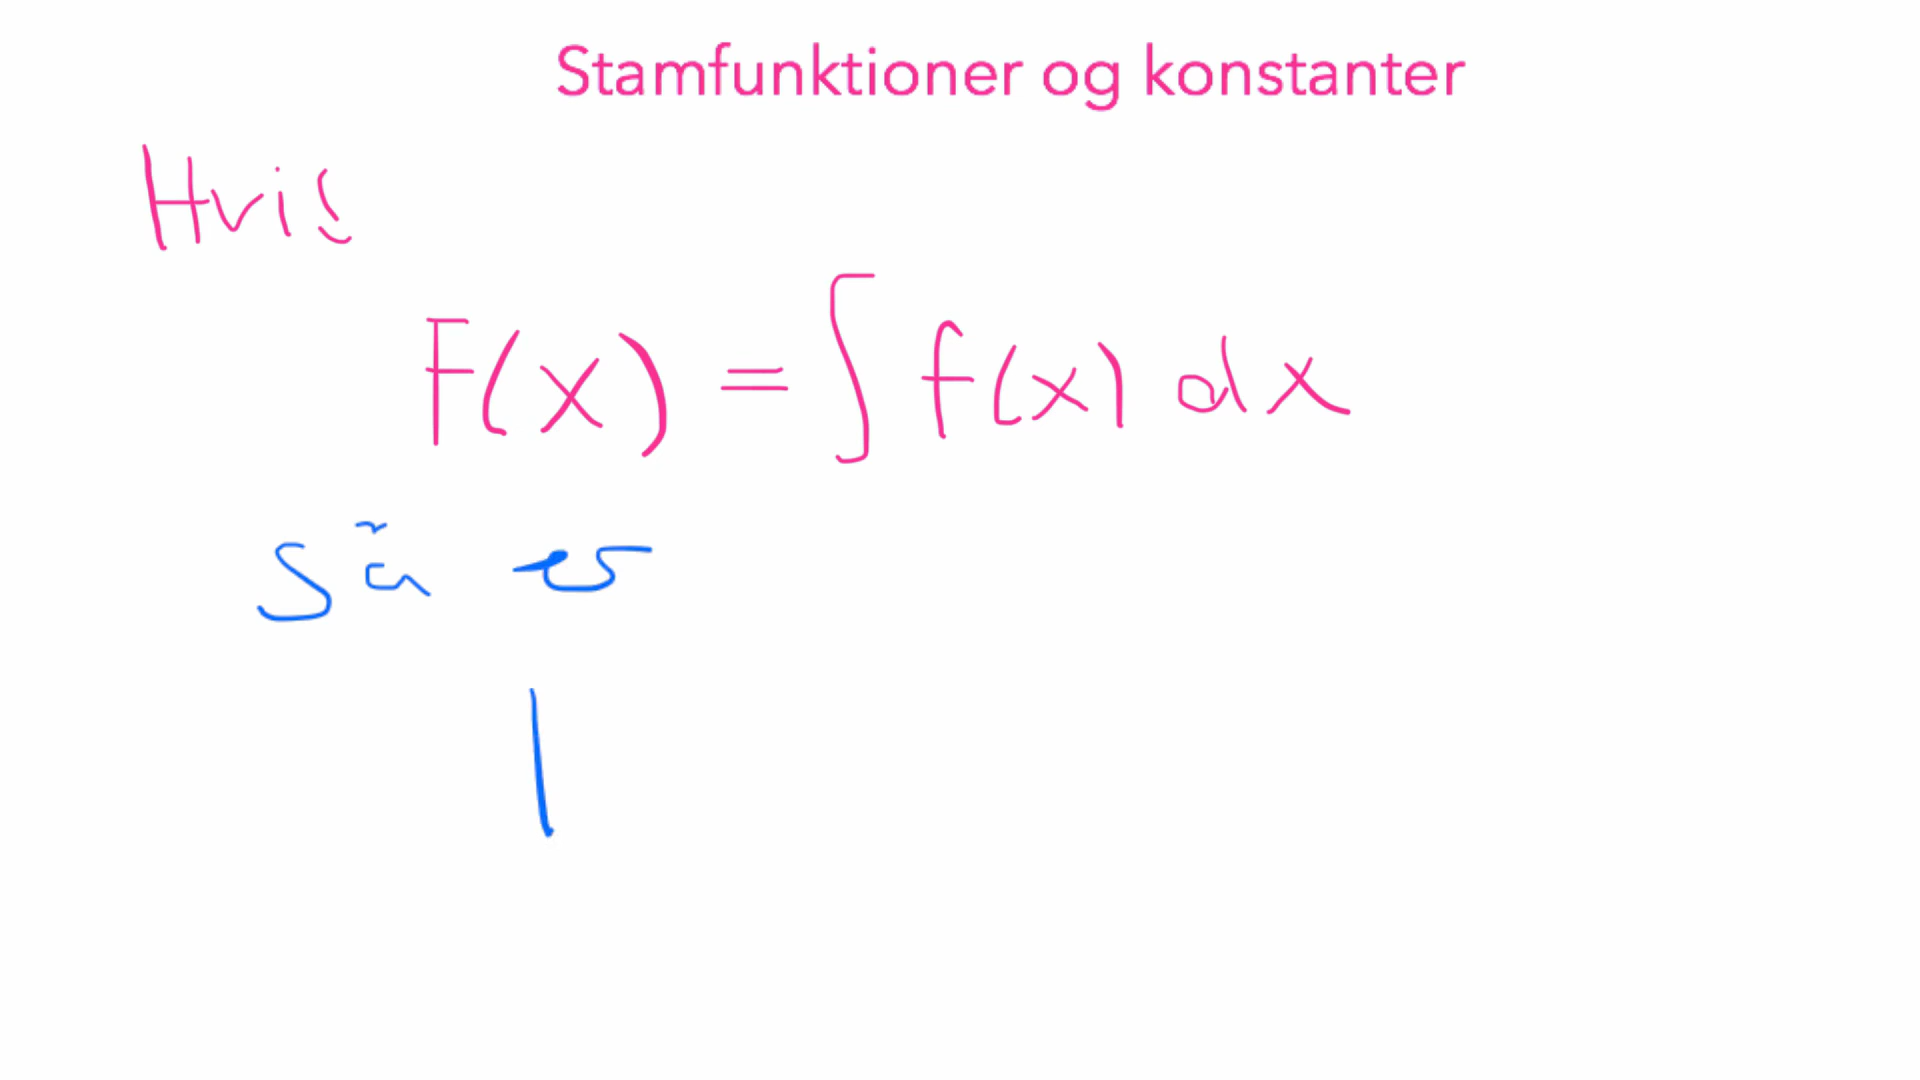 Stamfunktioner og konstanter
Hvis
F(x) = ∫ f(x) dx
Så er
|